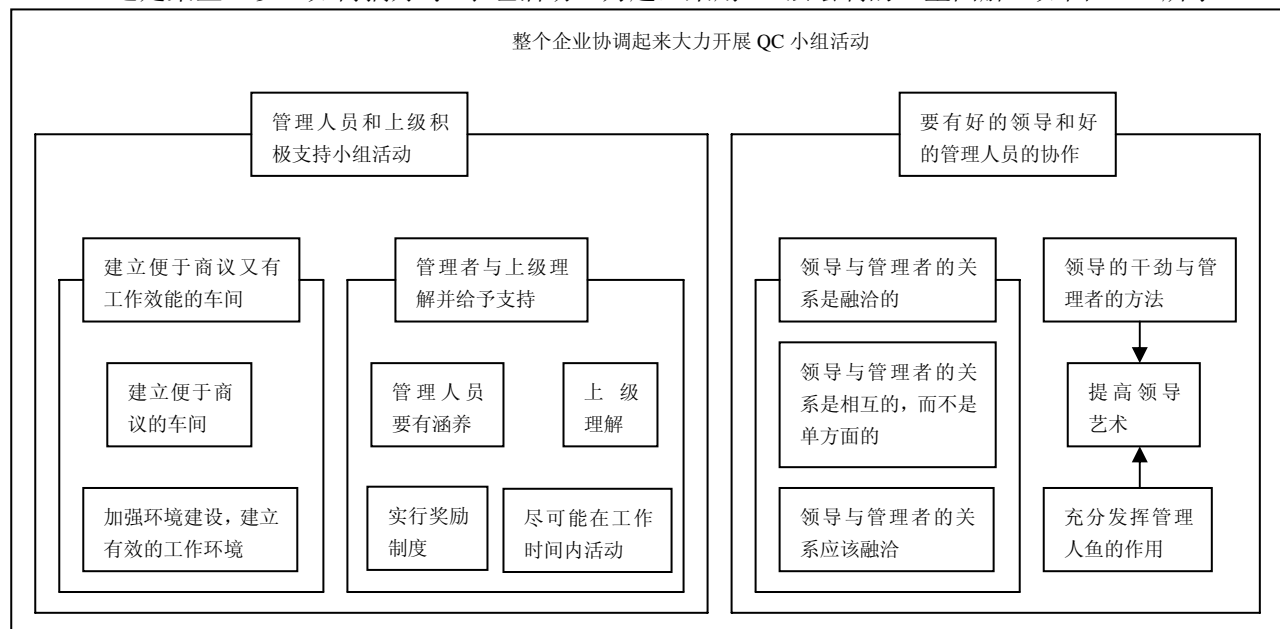 整个企业协调起来大力开展 QC 小组活动
管理人员和上级积
极支持小组活动
要有好的领导和好
的管理人员的协作
建立便于商议又有
工作效能的车间
管理者与上级理
解并给予支持
领导与管理者的关
系是融洽的
领导的干劲与管
理者的方法
建立便于商
议的车间
管理人员
要有涵养
上级
理解
领导与管理者的关
系是相互的，而不是
单方面的
提高领导
艺术
加强环境建设，建立
有效的工作环境
实行奖励
制度
尽可能在工作
时间内活动
领导与管理者的关
系应该融洽
充分发挥管理
人鱼的作用